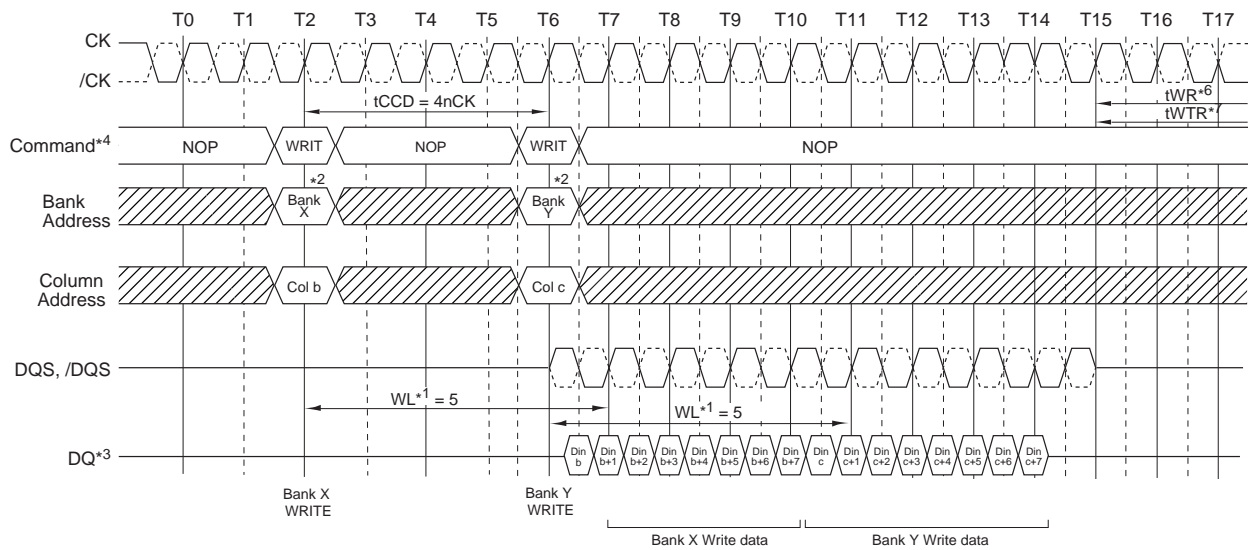 T0 T1 T2 T3 T4 T5 T6 T7 T8 T9 T10 T11 T12 T13 T14 T15 T16 T17
CK
/CK
tCCD = 4nCK
tWR*6
tWTR*7
Command*4
NOP WRIT NOP WRIT NOP
*2 *2
Bank
Address
Bank
X
Bank
Y
Column
Address
Col b Col c
DQS, /DQS
WL*1 = 5 WL*1 = 5
DQ*3
Din
b
Din
b+1
Din
b+2
Din
b+3
Din
b+4
Din
b+5
Din
b+6
Din
b+7
Din
c
Din
c+1
Din
c+2
Din
c+3
Din
c+4
Din
c+5
Din
c+6
Din
c+7
Bank X
WRITE
Bank Y
WRITE
Bank X Write data Bank Y Write data